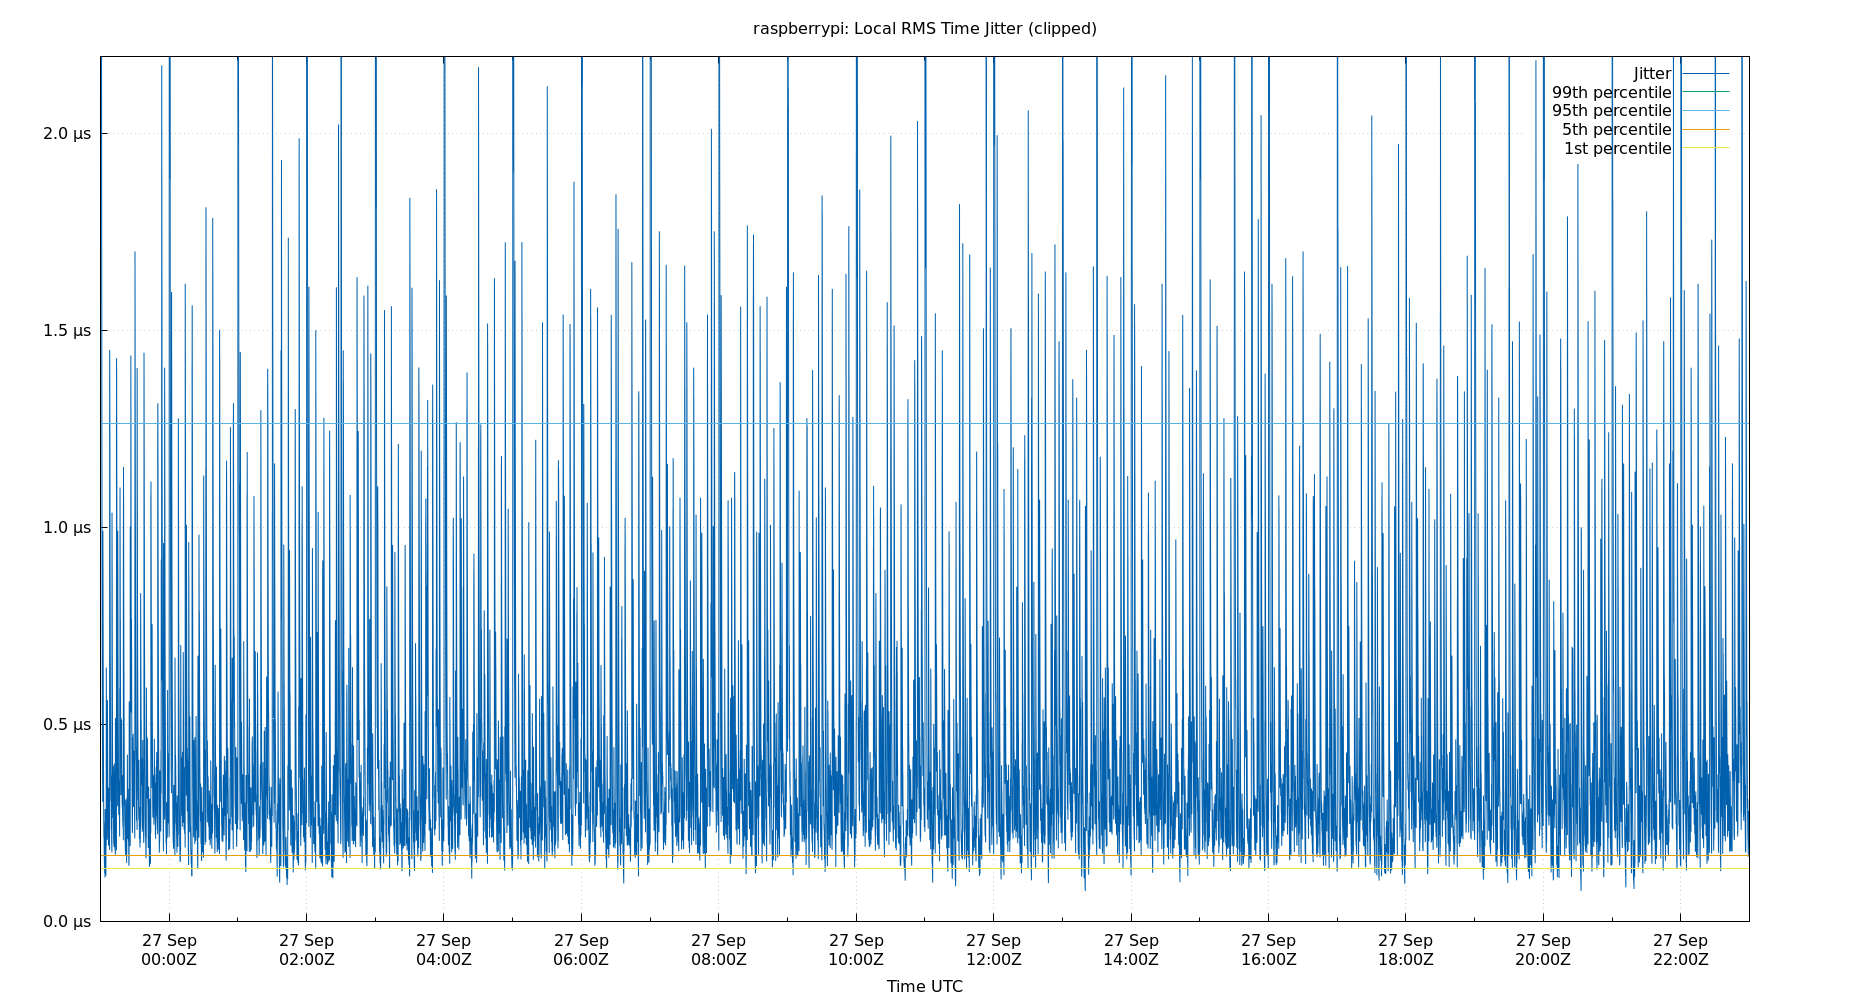 raspberrypi: Local RMS Time Jitter (clipped)
Jitter
99th percentile
95th percentile
5th percentile
1st percentile
2.0 µs
1.5 µs
1.0 µs
0.5 µs
0.0 µs
27 Sep 27 Sep 27 Sep 27 Sep 27 Sep 27 Sep 27 Sep 27 Sep 27 Sep 27 Sep 27 Sep 27 Sep
00:00Z 02:00Z 04:00Z 06:00Z 08:00Z 10:00Z 12:00Z 14:00Z 16:00Z 18:00Z 20:00Z 22:00Z
Time UTC